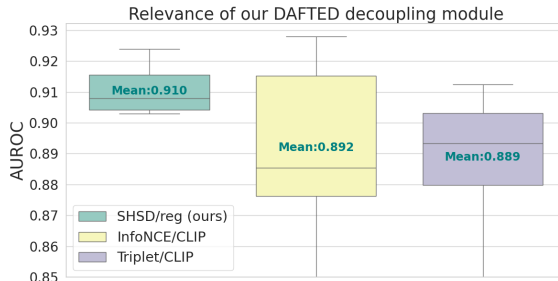 Relevance of our DAFTED decoupling module
AUROC
0.93
0.92
0.91
0.90
0.89
0.88
0.87
0.86
0.85
Mean:0.910
Mean:0.892
Mean:0.889
SHSD/reg (ours)
InfoNCE/CLIP
Triplet/CLIP